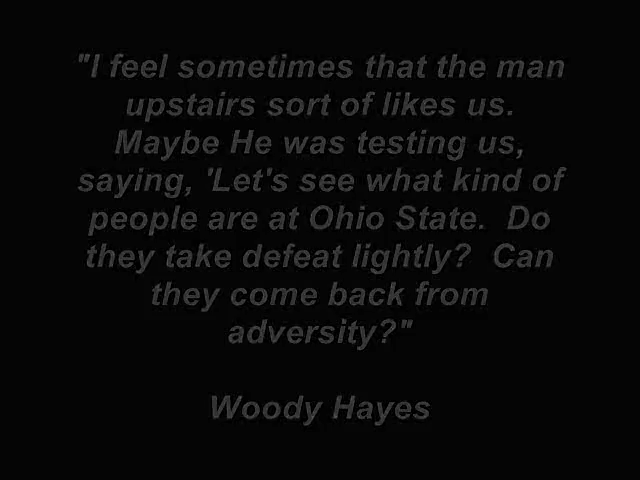 "I feel sometimes that the man
upstairs sort of likes us.
Maybe He was testing us,
saying, 'Let's see what kind of
people are at Ohio State.  Do
they take defeat lightly?  Can
they come back from
adversity?"
Woody Hayes